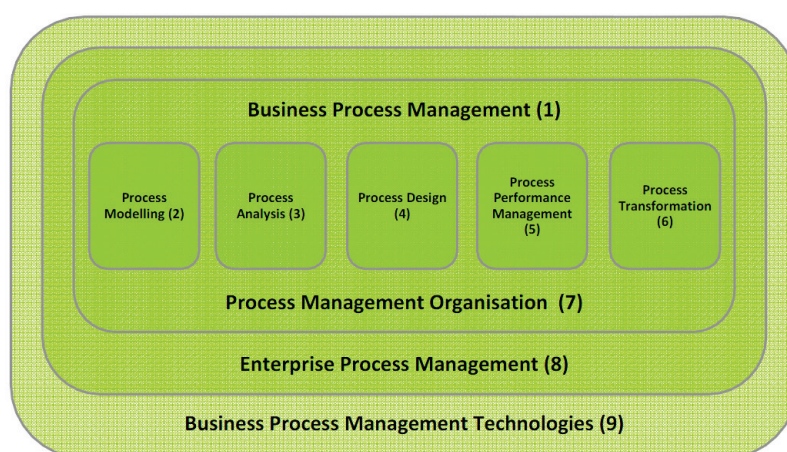 Business Process Management (1)
Process
Modelling (2)
Process
Analysis (3)
Process Design
(4)
Process
Performance
Management
(5)
Process
Transformation
(6)
Process Management Organisation (7)
Enterprise Process Management (8)
Business Process Management Technologies (9)